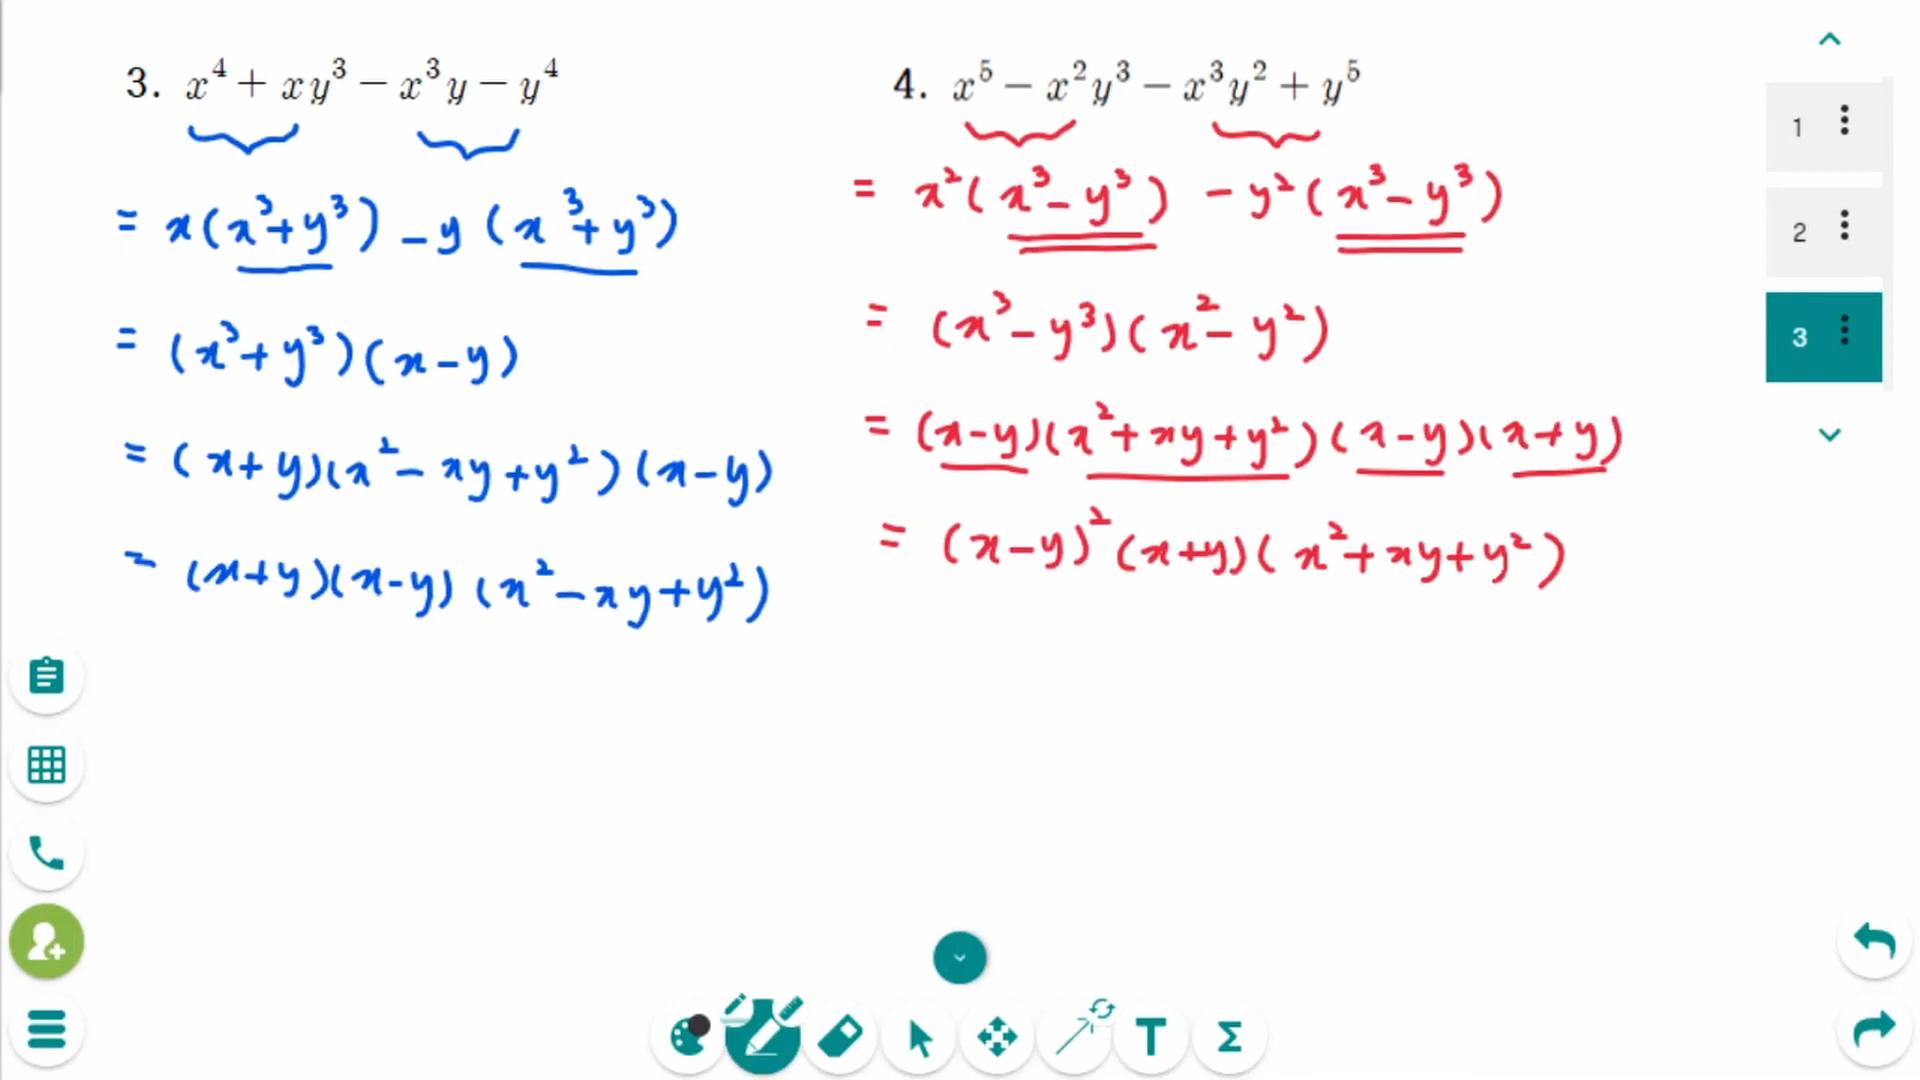 3. x⁴ + xy³ − x³y − y⁴
= x(x³+y³) −y (x³+y³)
= (x³+y³)(x−y)
= (x+y)(x²−xy+y²)(x−y)
= (x+y)(x−y)(x²−xy+y²)
4. x⁵ − x²y³ − x³y² + y⁵
= x²(x³−y³) −y²(x³−y³)
= (x³−y³)(x²−y²)
= (x−y)(x²+xy+y²)(x−y)(x+y)
= (x−y)²(x+y)(x²+xy+y²)
1
2
3
T
Σ